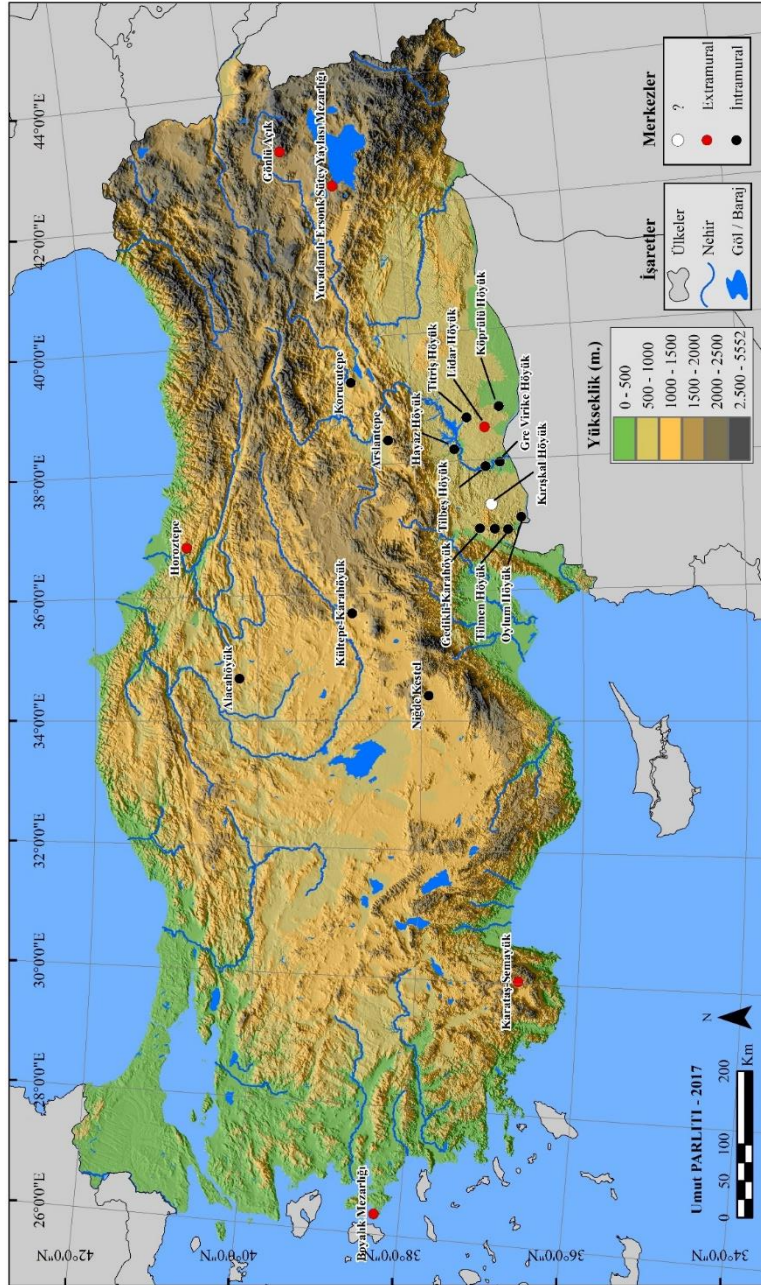 26°0'0"E
28°0'0"E
30°0'0"E
32°0'0"E
34°0'0"E
36°0'0"E
38°0'0"E
40°0'0"E
42°0'0"E
44°0'0"E
42°0'0"N
40°0'0"N
38°0'0"N
36°0'0"N
34°0'0"N
Horoztepe
Alacahöyük
Gönlü Açık
Yuvadamlı-Ersonk Sütey Yaylası Mezarlığı
Kültepe-Karahöyük
Korucutepe
Boyalık Mezarlığı
Arslantepe
Niğde Kestel
Hayaz Höyük
Titriş Höyük
Lidar Höyük
Köprülü Höyük
Tilbeş Höyük
Gre Virike Höyük
Kırışkal Höyük
Gedikli-Karahöyük
Tilmen Höyük
Oylum Höyük
Karataş-Semayük
N
Umut PARLITI - 2017
0 50 100 200
Km
Yükseklik (m.)
0 - 500
500 - 1000
1000 - 1500
1500 - 2000
2000 - 2500
2.500 - 5552
İşaretler
Ülkeler
Nehir
Göl / Baraj
Merkezler
?
Extramural
İntramural